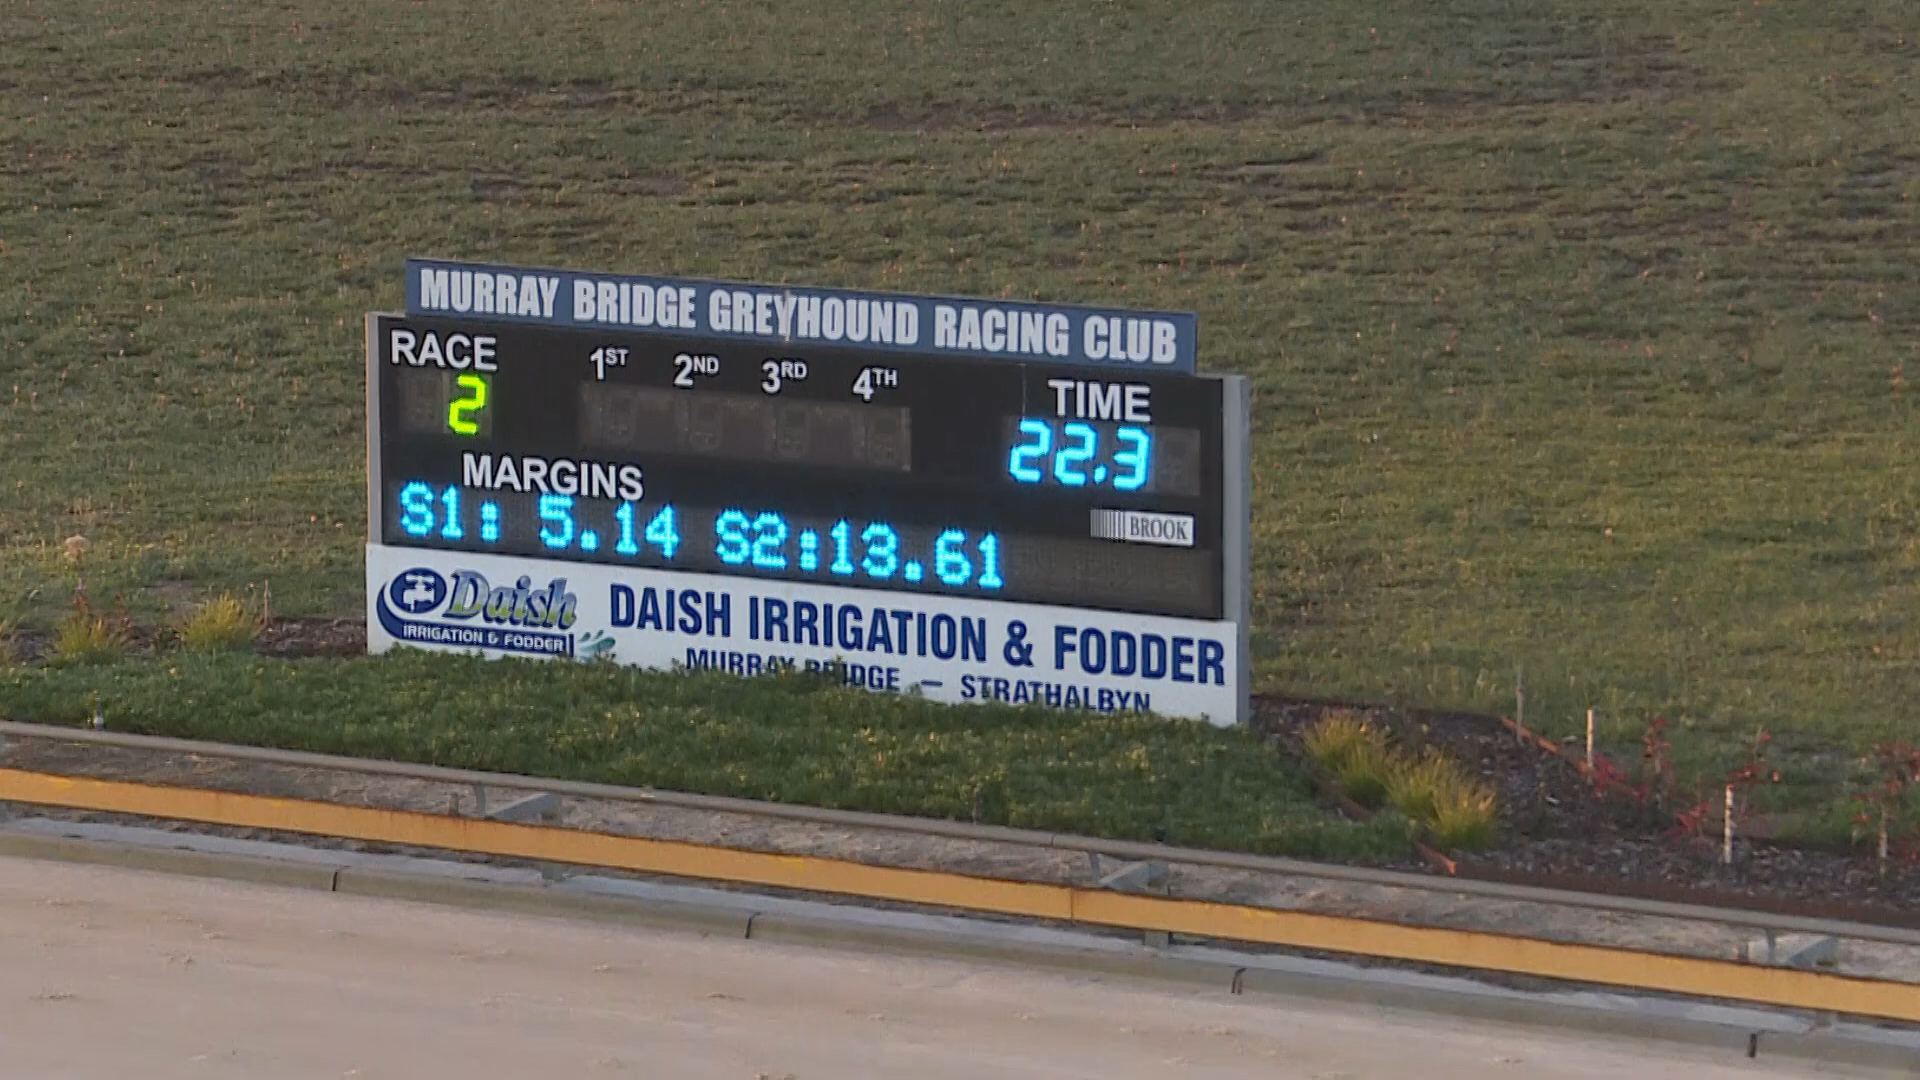 MURRAY BRIDGE GREYHOUND RACING CLUB
RACE 1ST 2ND 3RD 4TH TIME
2 22.3
MARGINS
S1: 5.14 S2:13.61
BROOK
Daish
IRRIGATION & FODDER
DAISH IRRIGATION & FODDER
MURRAY BRIDGE – STRATHALBYN